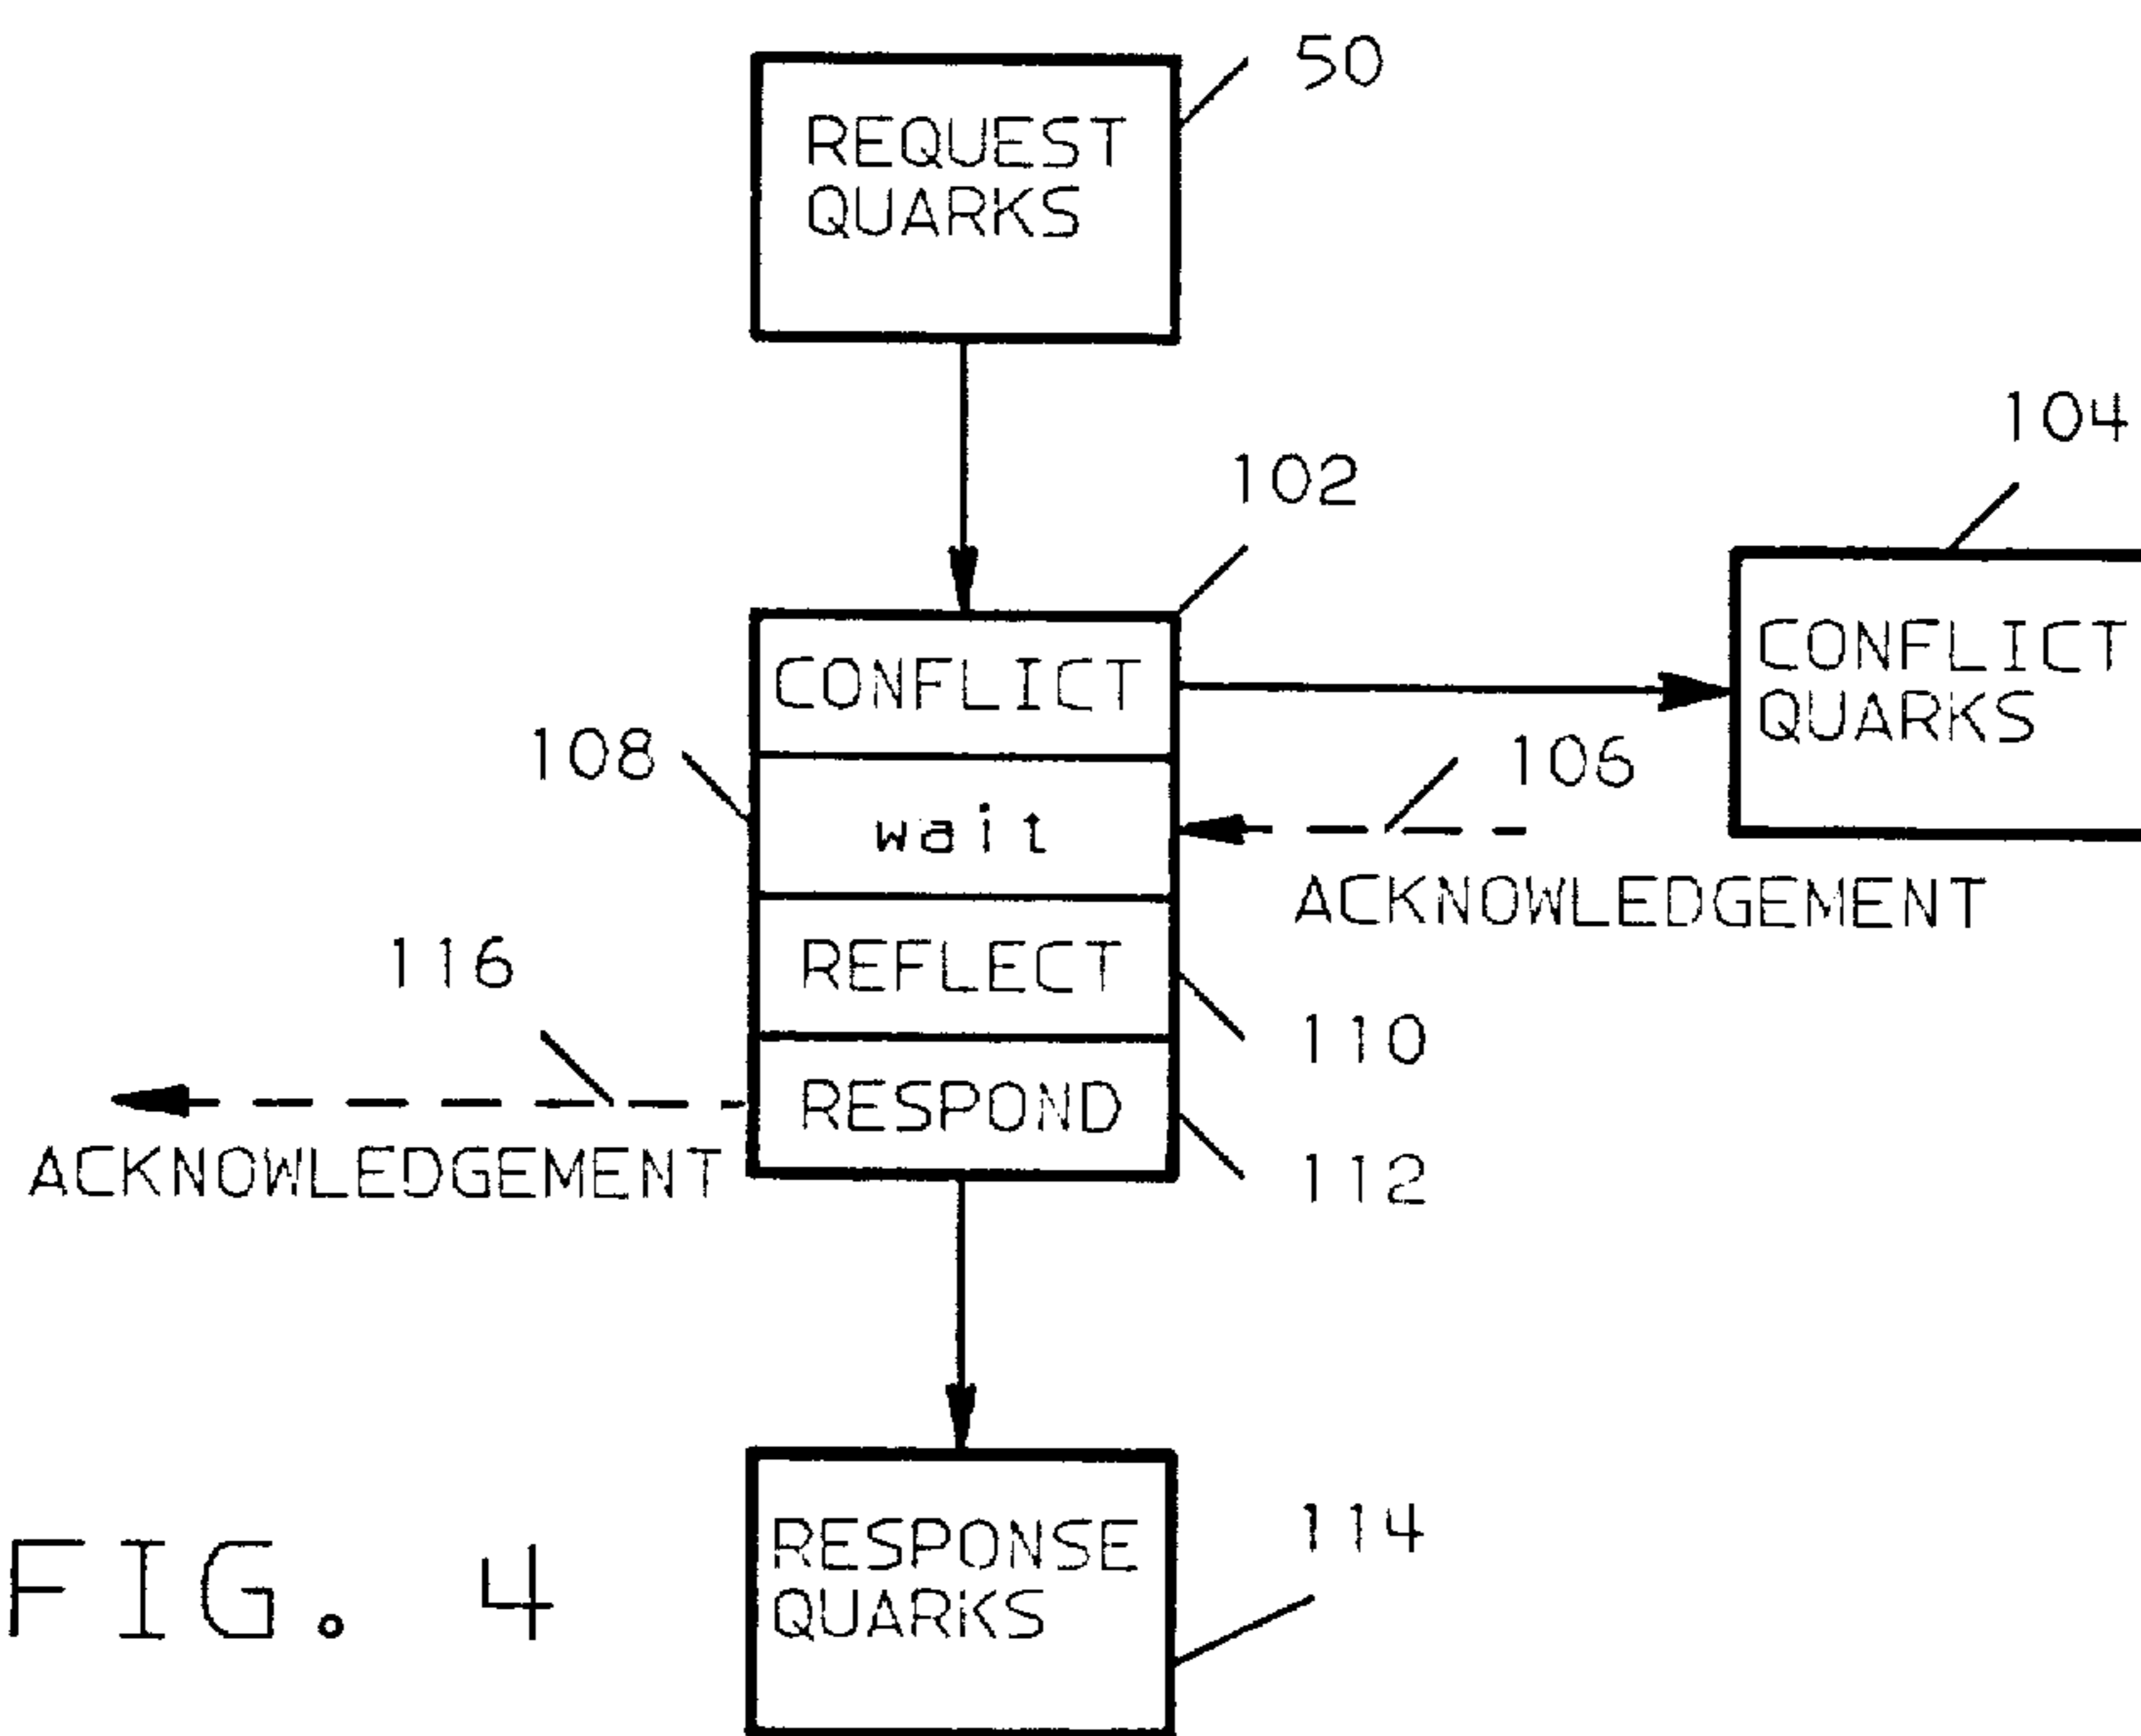 50
REQUEST
QUARKS
104
102
CONFLICT
CONFLICT
QUARKS
108
106
wait
ACKNOWLEDGEMENT
116
REFLECT
110
RESPOND
ACKNOWLEDGEMENT
112
114
RESPONSE
QUARKS
FIG. 4